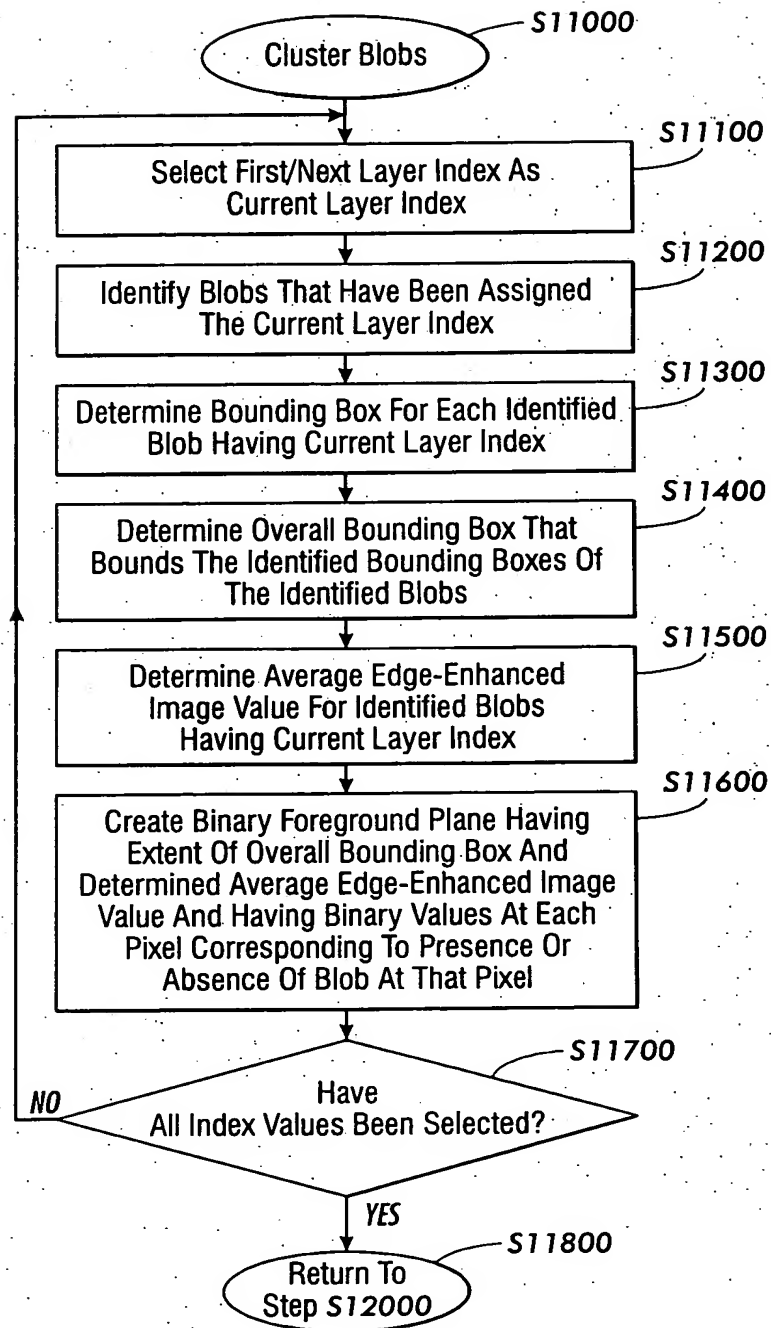 S11000
Cluster Blobs
S11100
Select First/Next Layer Index As
Current Layer Index
S11200
Identify Blobs That Have Been Assigned
The Current Layer Index
S11300
Determine Bounding Box For Each Identified
Blob Having Current Layer Index
S11400
Determine Overall Bounding Box That
Bounds The Identified Bounding Boxes Of
The Identified Blobs
S11500
Determine Average Edge-Enhanced
Image Value For Identified Blobs
Having Current Layer Index
S11600
Create Binary Foreground Plane Having
Extent Of Overall Bounding Box And
Determined Average Edge-Enhanced Image
Value And Having Binary Values At Each
Pixel Corresponding To Presence Or
Absence Of Blob At That Pixel
S11700
NO
Have
All Index Values Been Selected?
YES
S11800
Return To
Step S12000